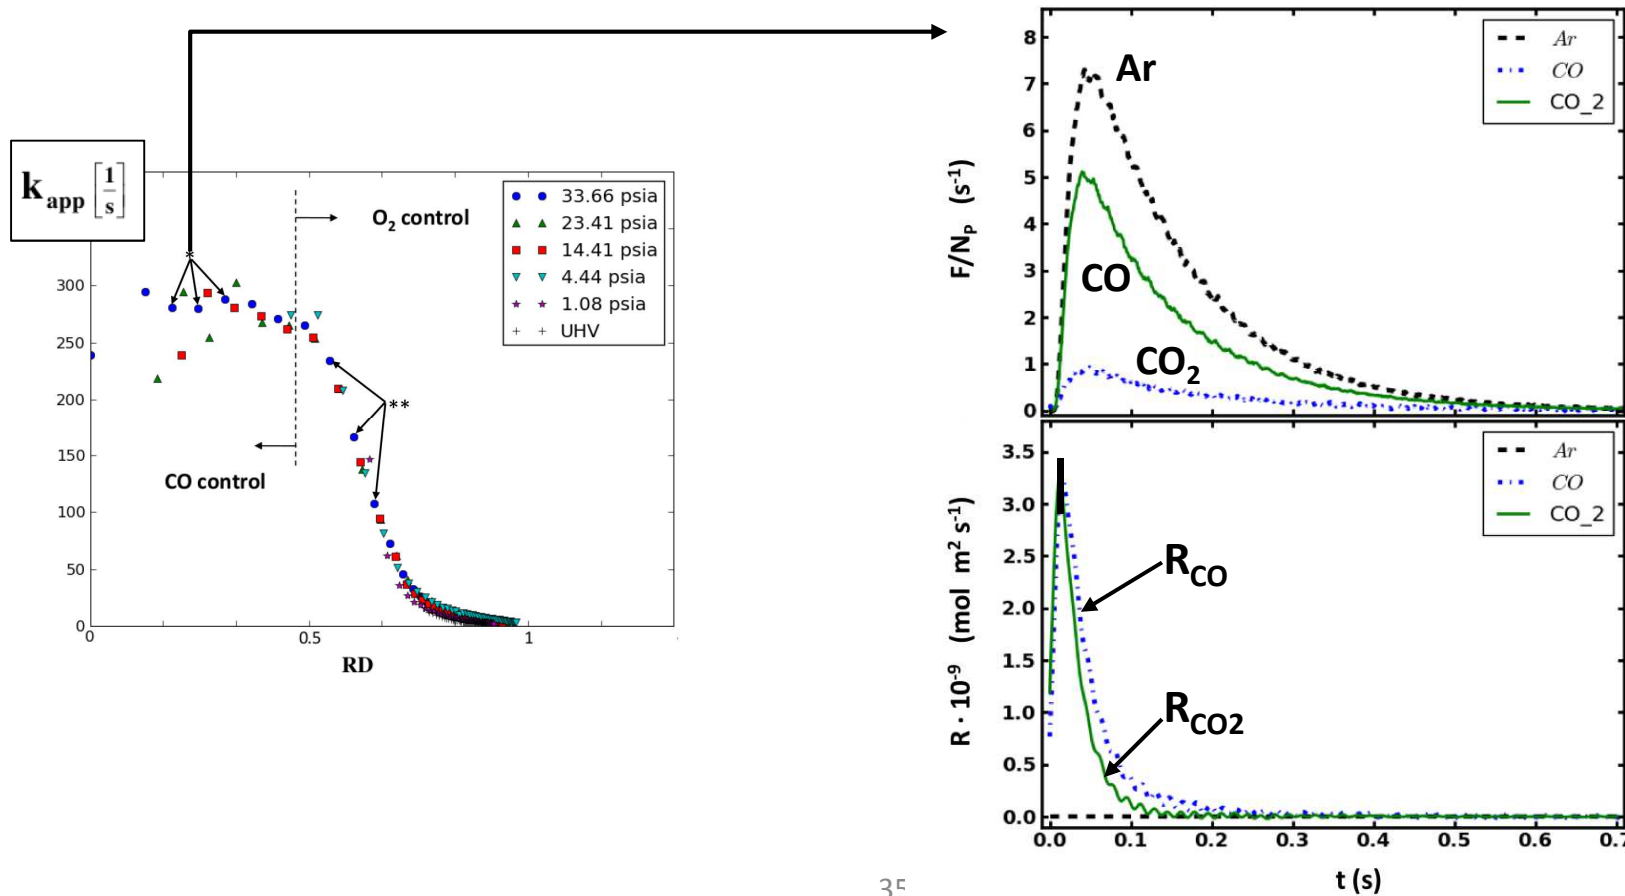 k_app [1/s]
300
250
200
150
100
50
0
0
0.5
1
RD
*
**
O₂ control
CO control
33.66 psia
23.41 psia
14.41 psia
4.44 psia
1.08 psia
UHV
8
7
6
5
4
3
2
1
0
F/N_P (s⁻¹)
Ar
CO
CO₂
Ar
CO
CO_2
3.5
3.0
2.5
2.0
1.5
1.0
0.5
0.0
R · 10⁻⁹ (mol m² s⁻¹)
R_CO
R_CO2
Ar
CO
CO_2
0.0 0.1 0.2 0.3 0.4 0.5 0.6 0.7
t (s)